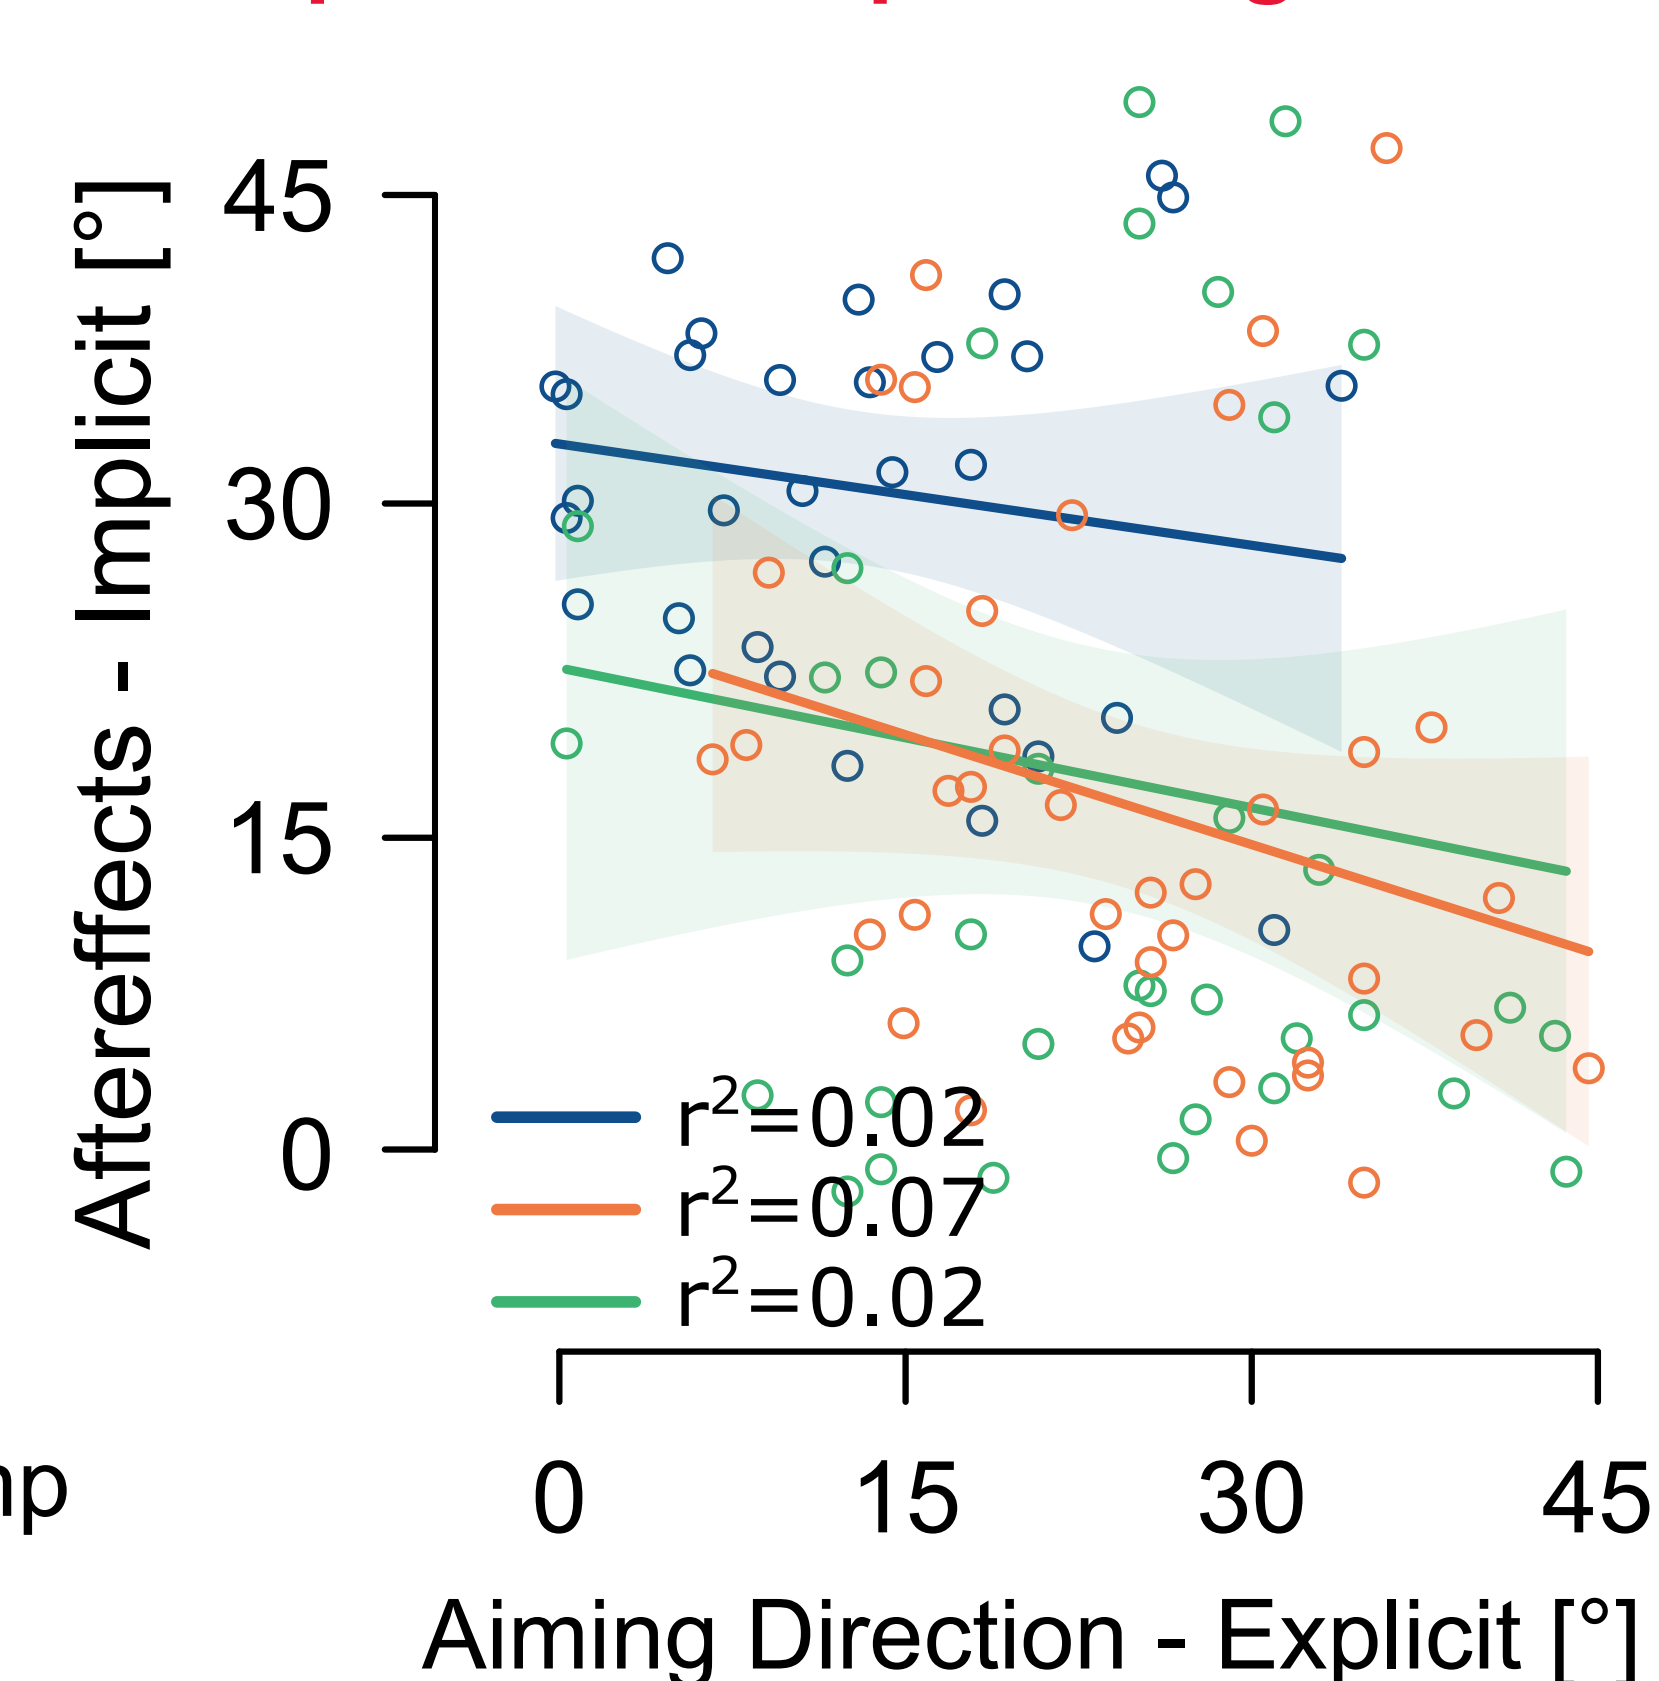 Aftereffects - Implicit [°]
45
30
15
0
r²=0.02
r²=0.07
r²=0.02
0 15 30 45
Aiming Direction - Explicit [°]